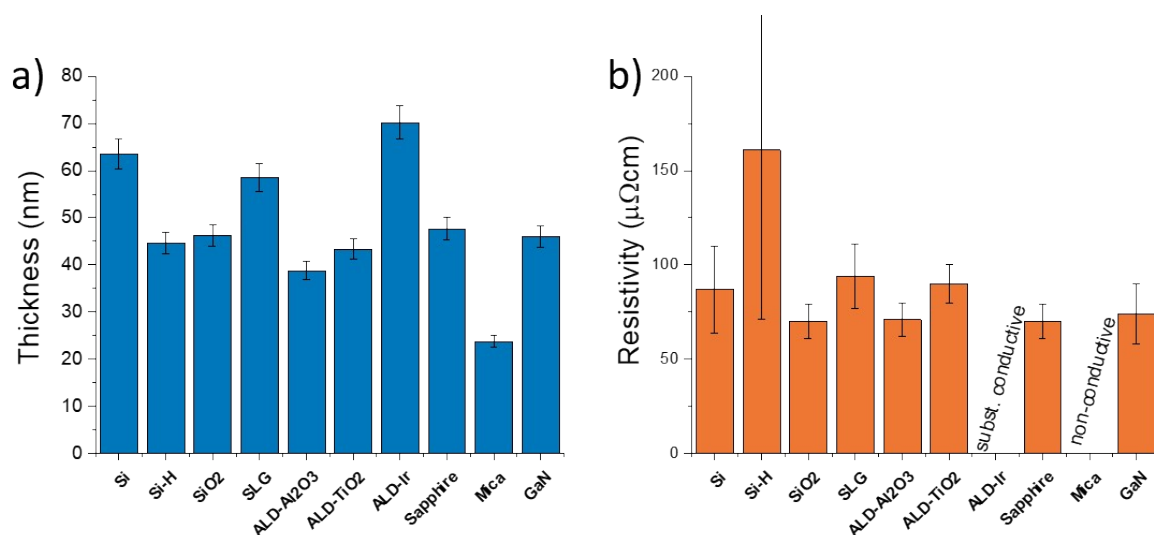 a)
Thickness (nm)
80
70
60
50
40
30
20
10
0
Si
Si-H
SiO2
SLG
ALD-Al2O3
ALD-TiO2
ALD-Ir
Sapphire
Mica
GaN
b)
Resistivity (μΩcm)
200
150
100
50
0
subst. conductive
non-conductive
Si
Si-H
SiO2
SLG
ALD-Al2O3
ALD-TiO2
ALD-Ir
Sapphire
Mica
GaN